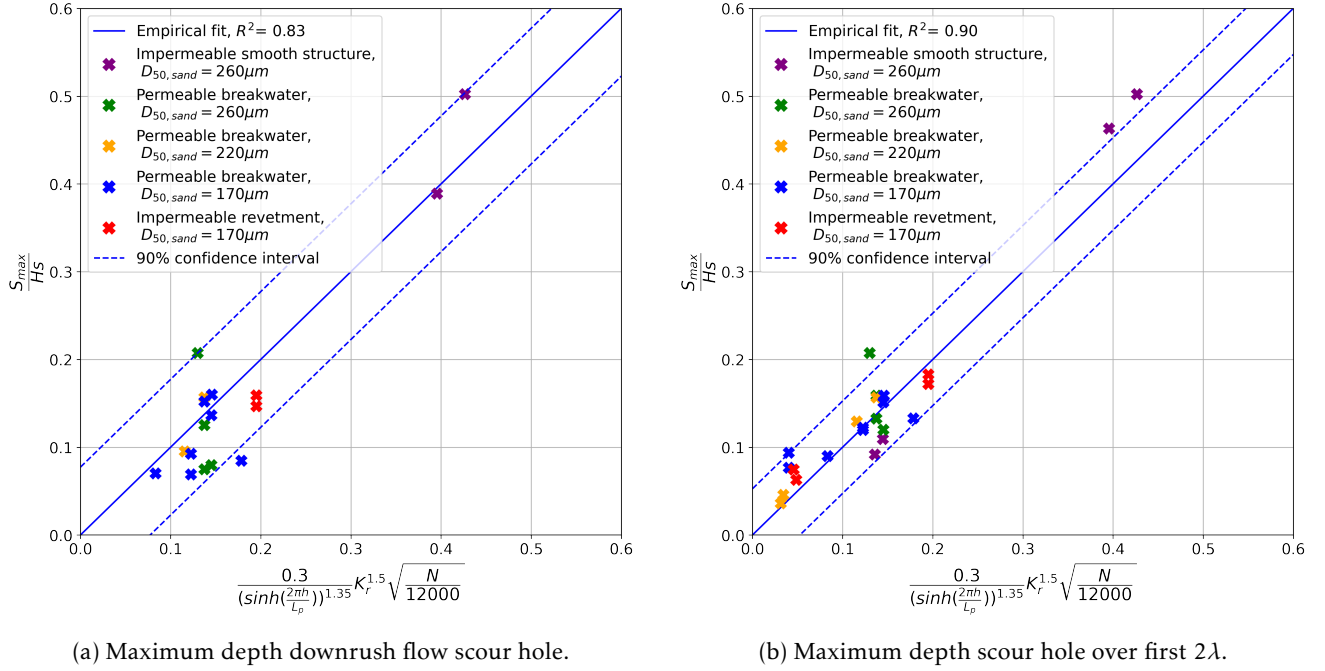 0.6
0.5
0.4
0.3
0.2
0.1
0.0
0.0 0.1 0.2 0.3 0.4 0.5 0.6
S_max/Hs
Empirical fit, R²= 0.83
Impermeable smooth structure,
D50,sand = 260μm
Permeable breakwater,
D50,sand = 260μm
Permeable breakwater,
D50,sand = 220μm
Permeable breakwater,
D50,sand = 170μm
Impermeable revetment,
D50,sand = 170μm
90% confidence interval
0.3/(sinh(2πh/L_p))^1.35 K_r^1.5 √(N/12000)
(a) Maximum depth downrush flow scour hole.
0.6
0.5
0.4
0.3
0.2
0.1
0.0
0.0 0.1 0.2 0.3 0.4 0.5 0.6
S_max/Hs
Empirical fit, R²= 0.90
Impermeable smooth structure,
D50,sand = 260μm
Permeable breakwater,
D50,sand = 260μm
Permeable breakwater,
D50,sand = 220μm
Permeable breakwater,
D50,sand = 170μm
Impermeable revetment,
D50,sand = 170μm
90% confidence interval
0.3/(sinh(2πh/L_p))^1.35 K_r^1.5 √(N/12000)
(b) Maximum depth scour hole over first 2λ.